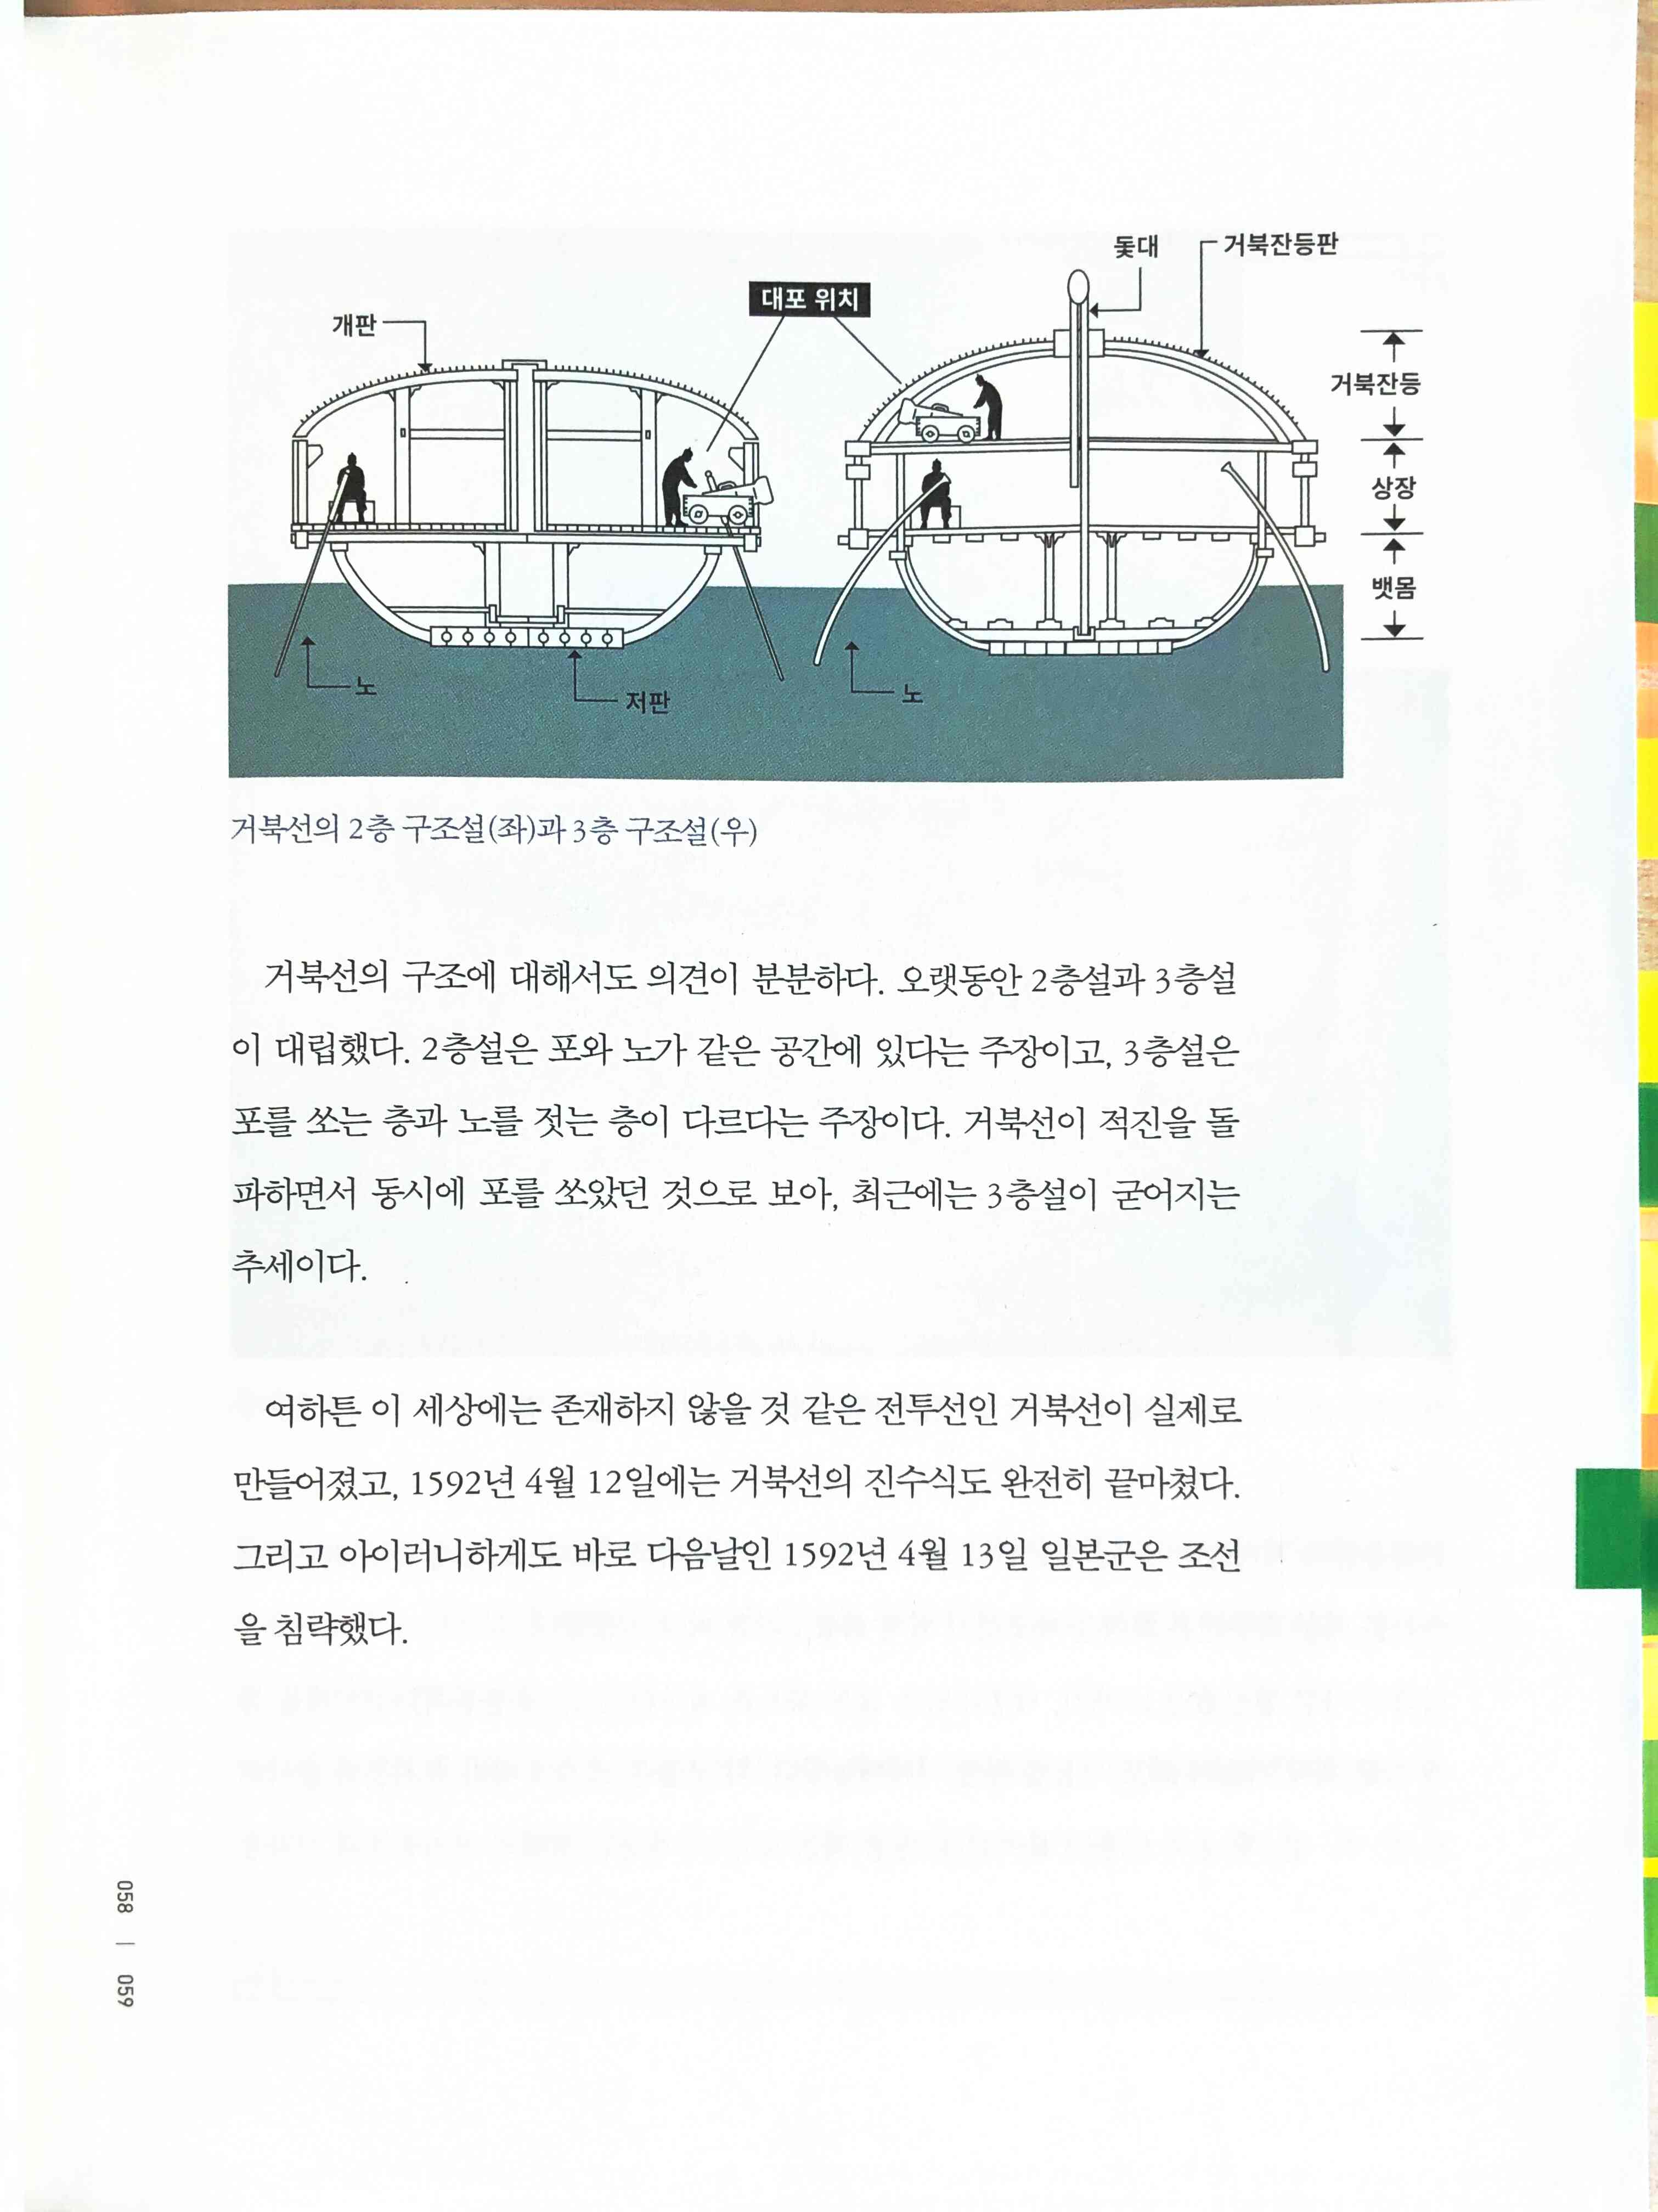 돛대
거북잔등판
대포 위치
개판
거북잔등
상장
뱃몸
노
저판
노
거북선의 2층 구조설(좌)과 3층 구조설(우)
거북선의 구조에 대해서도 의견이 분분하다. 오랫동안 2층설과 3층설
이 대립했다. 2층설은 포와 노가 같은 공간에 있다는 주장이고, 3층설은
포를 쏘는 층과 노를 젓는 층이 다르다는 주장이다. 거북선이 적진을 돌
파하면서 동시에 포를 쏘았던 것으로 보아, 최근에는 3층설이 굳어지는
추세이다.
여하튼 이 세상에는 존재하지 않을 것 같은 전투선인 거북선이 실제로
만들어졌고, 1592년 4월 12일에는 거북선의 진수식도 완전히 끝마쳤다.
그리고 아이러니하게도 바로 다음날인 1592년 4월 13일 일본군은 조선
을 침략했다.
058 | 059